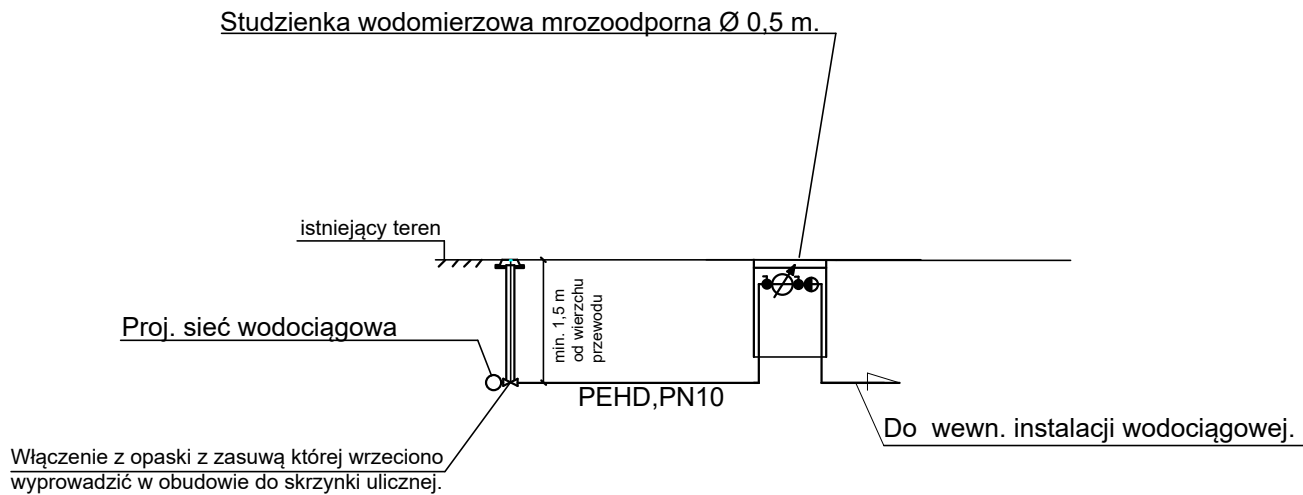 Studzienka wodomierzowa mrozoodporna Ø 0,5 m.
istniejący teren
Proj. sieć wodociągowa
min. 1,5 m
od wierzchu
przewodu
PEHD,PN10
Do wewn. instalacji wodociągowej.
Włączenie z opaski z zasuwą której wrzeciono
wyprowadzić w obudowie do skrzynki ulicznej.